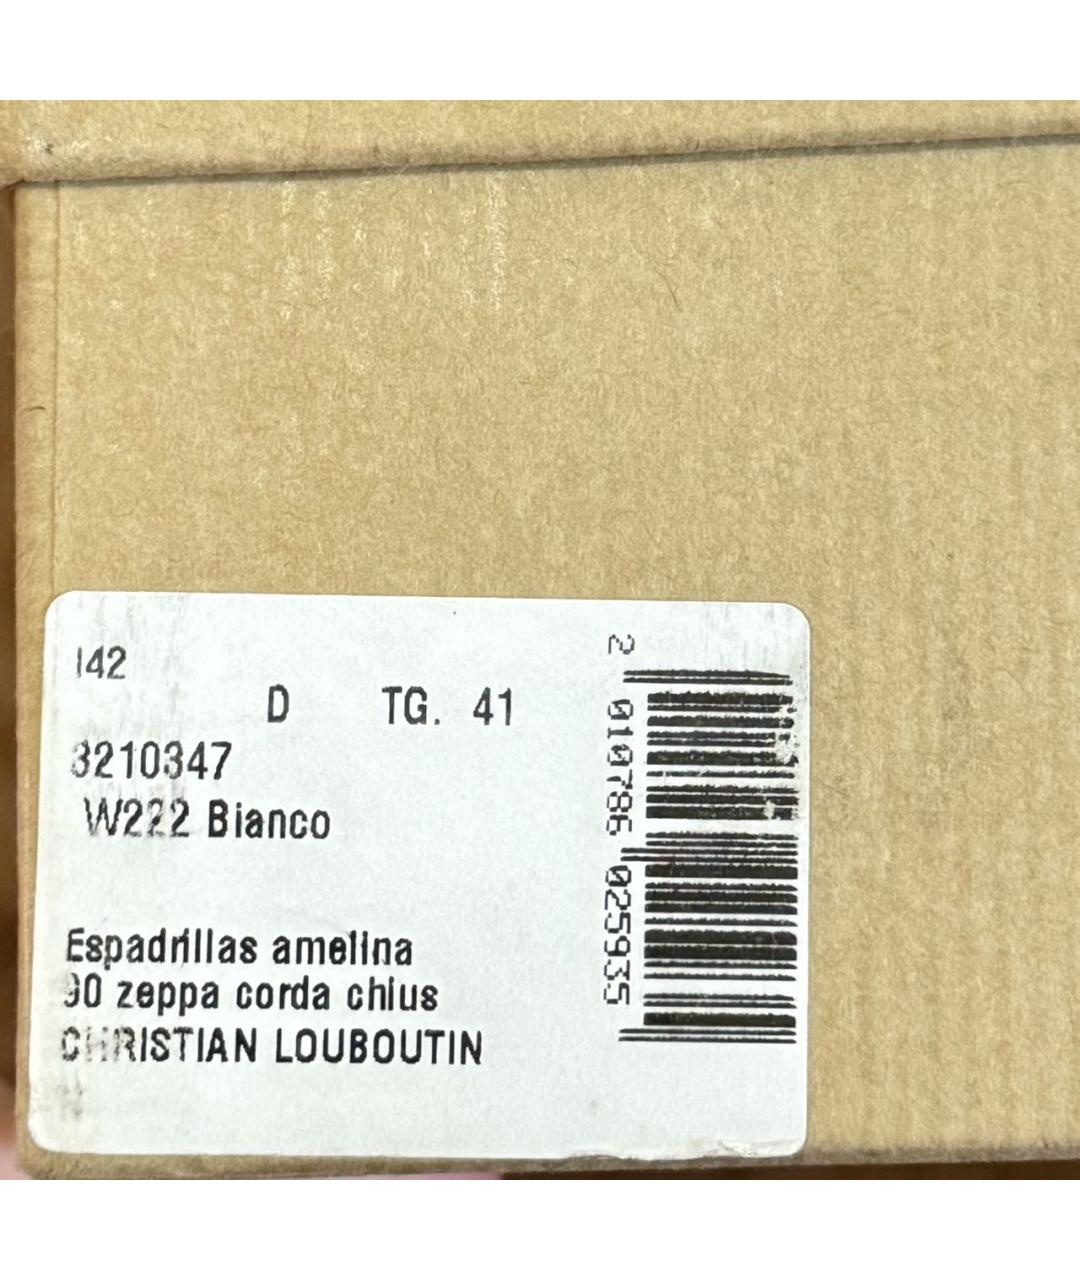 I42
D TG. 41
3210347
W222 Bianco
Espadrillas amelina
90 zeppa corda chius
CHRISTIAN LOUBOUTIN
2 010786 025935